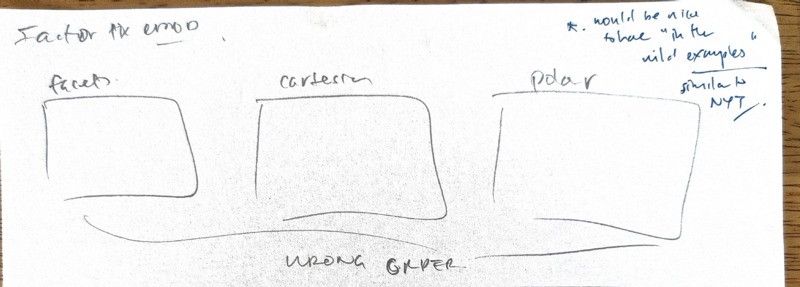 Factor fix error.
*. would be nice
to have "in the
wild examples"
similar to
NYT.
facets.
cartesian
polar
WRONG ORDER